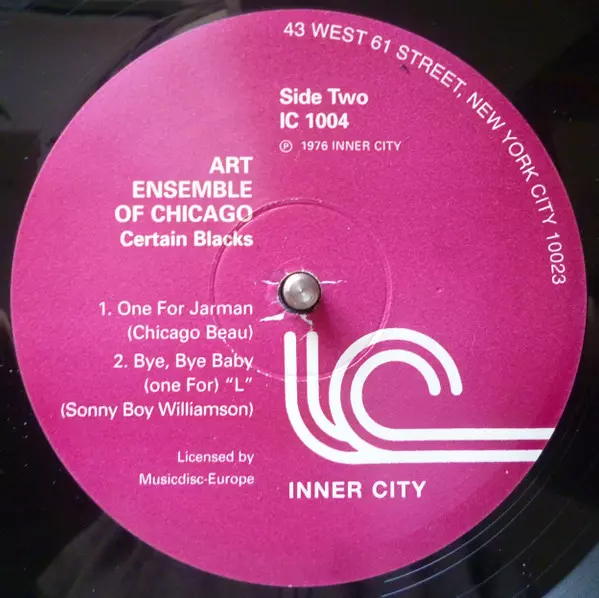 43 WEST 61 STREET, NEW YORK CITY 10023
Side Two
IC 1004
℗ 1976 INNER CITY
ART
ENSEMBLE
OF CHICAGO
Certain Blacks
1. One For Jarman
(Chicago Beau)
2. Bye, Bye Baby
(one For) “L”
(Sonny Boy Williamson)
Licensed by
Musicdisc-Europe
IC
INNER CITY